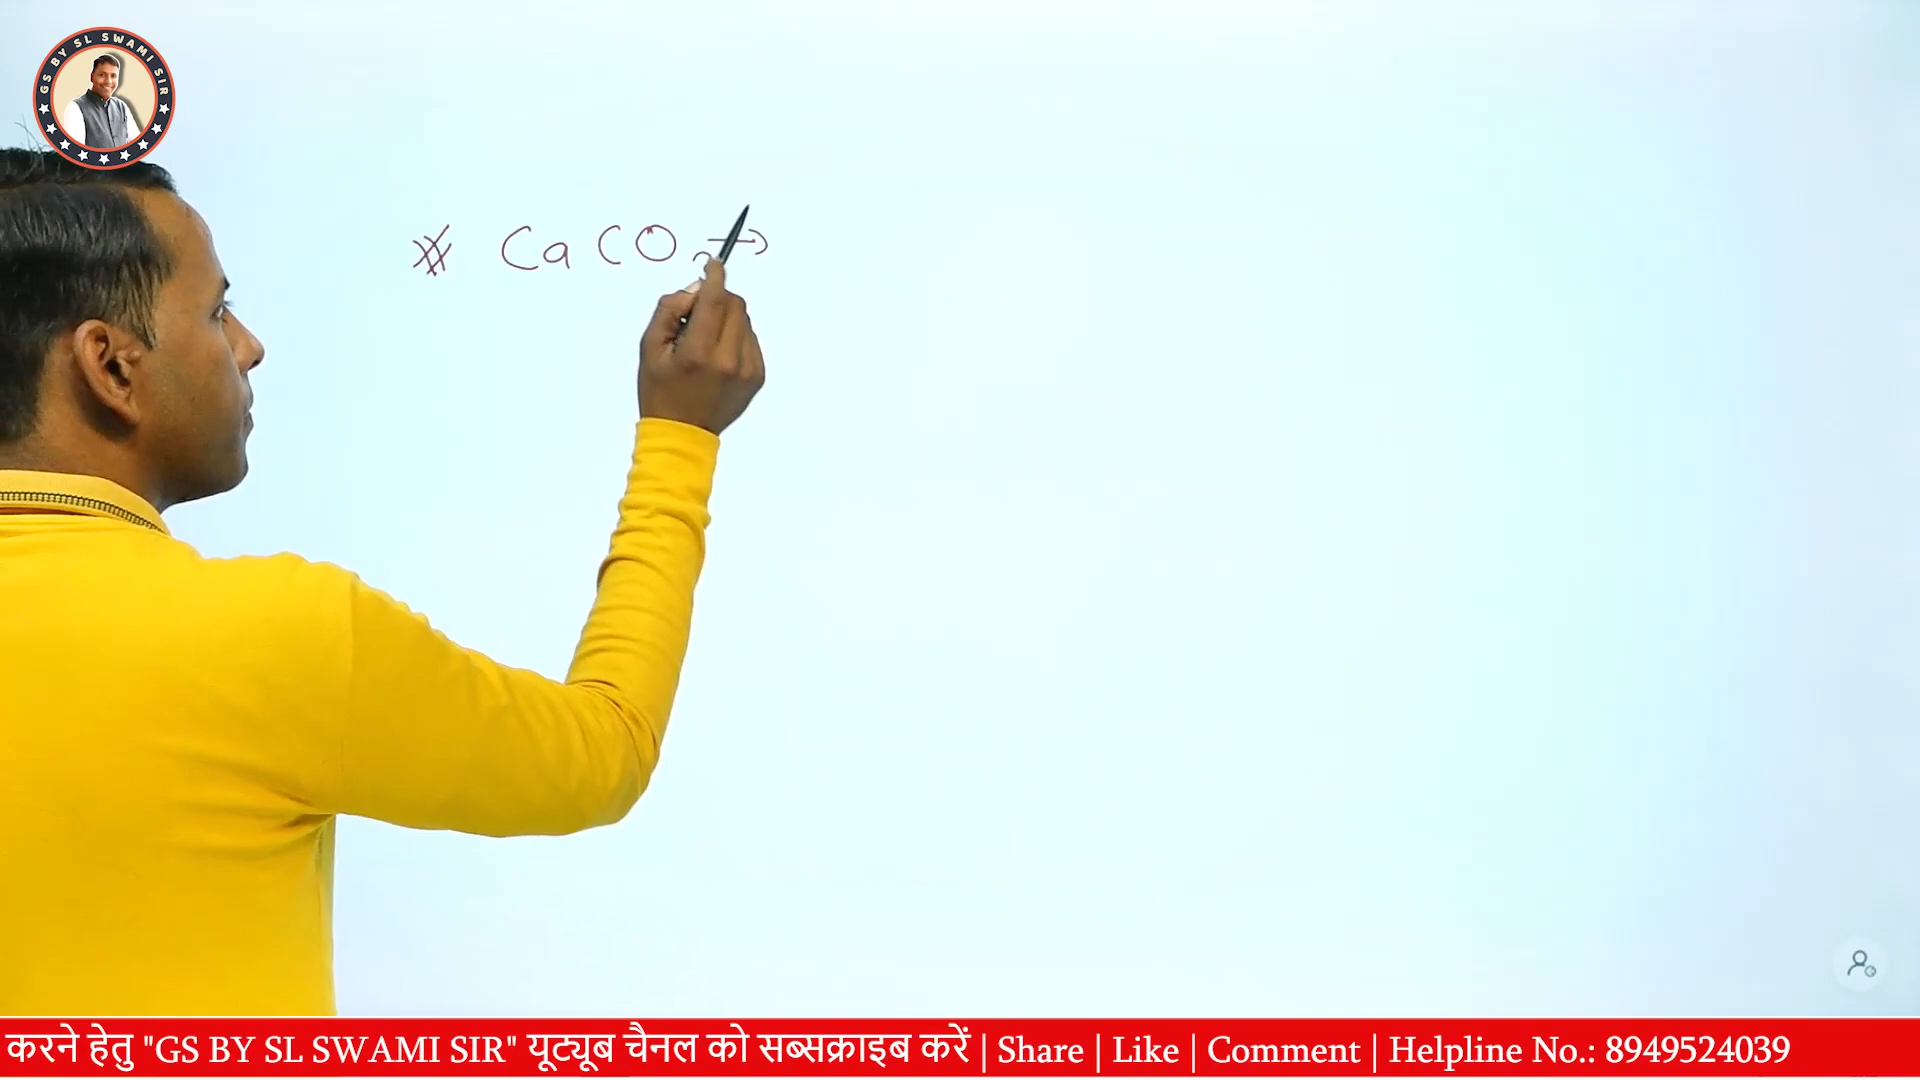 GS BY SL SWAMI SIR
※ CaCO₃ →
करने हेतु "GS BY SL SWAMI SIR" यूट्यूब चैनल को सब्सक्राइब करें | Share | Like | Comment | Helpline No.: 8949524039